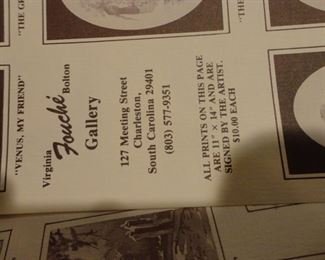 "THE G
"VENUS, MY FRIEND"
Virginia Fouché Bolton
Gallery
127 Meeting Street
Charleston,
South Carolina 29401
(803) 577-9351
ALL PRINTS ON THIS PAGE
ARE 11" × 14" AND ARE
SIGNED BY THE ARTIST.
$10.00 EACH
"THE